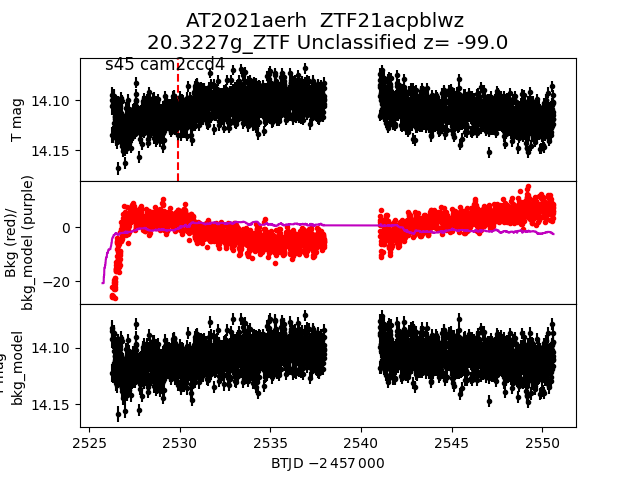 AT2021aerh  ZTF21acpblwz
20.3227g_ZTF Unclassified z= -99.0
s45 cam2ccd4
T mag
14.10
14.15
Bkg (red)/
bkg_model (purple)
0
−20
bkg_model
14.10
14.15
2525
2530
2535
2540
2545
2550
BTJD −2 457 000